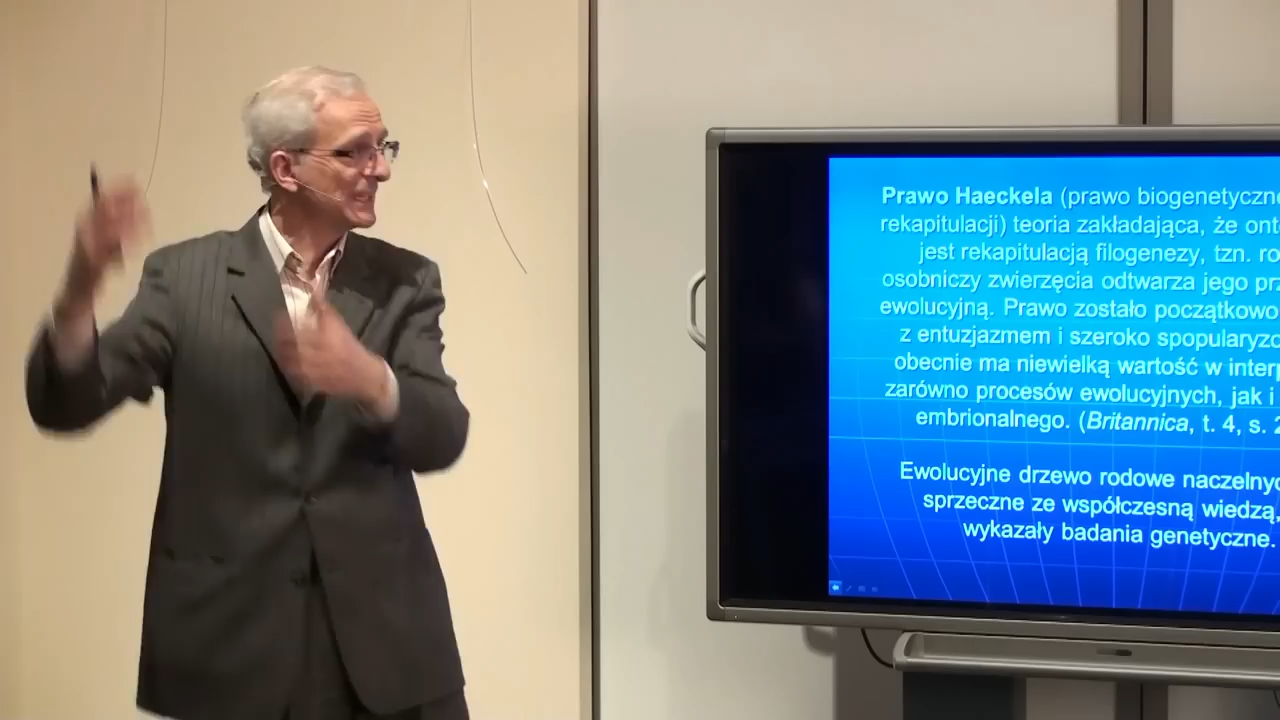 Prawo Haeckela (prawo biogenetyczne
rekapitulacji) teoria zakładająca, że ont
jest rekapitulacją filogenezy, tzn. ro
osobniczy zwierzęcia odtwarza jego prz
ewolucyjną. Prawo zostało początkowo
z entuzjazmem i szeroko spopularyzo
obecnie ma niewielką wartość w interp
zarówno procesów ewolucyjnych, jak i
embrionalnego. (Britannica, t. 4, s. 2
Ewolucyjne drzewo rodowe naczelnyc
sprzeczne ze współczesną wiedzą,
wykazały badania genetyczne.